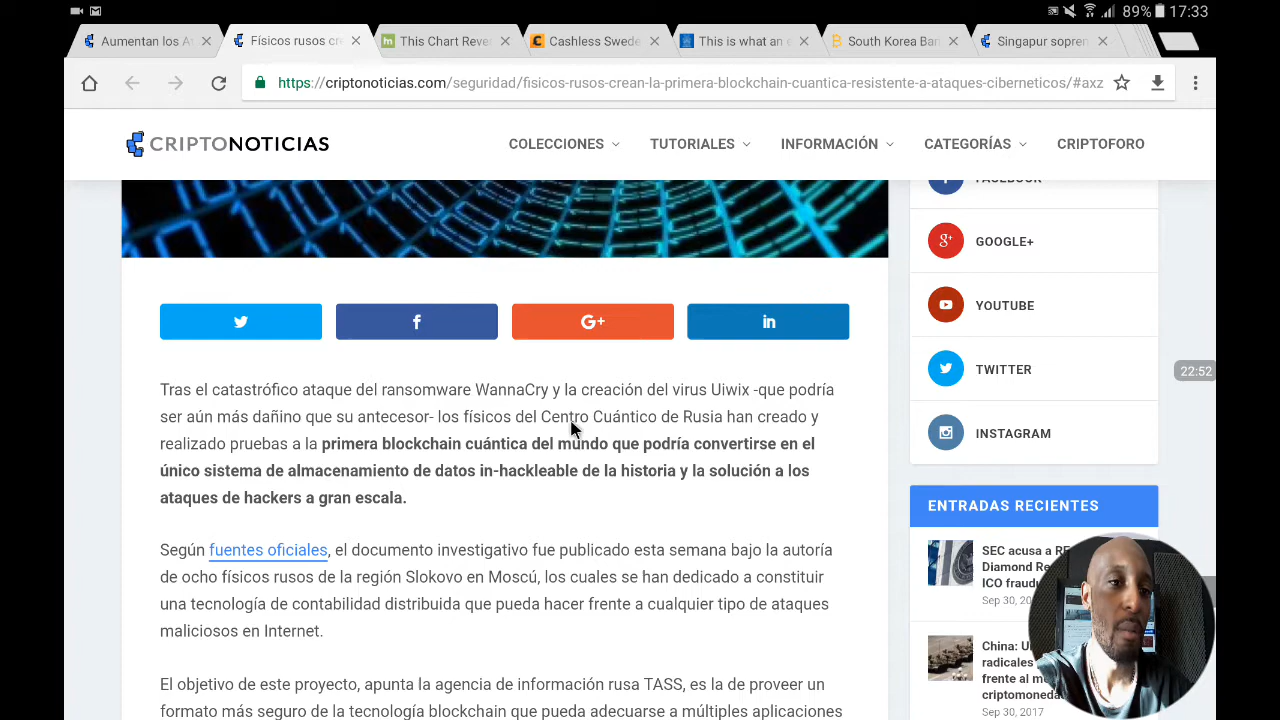 89% 17:33
Aumentan los A
Físicos rusos cre
This Chart Reve
Cashless Swede
This is what an e
South Korea Ban
Singapur sopre
https://criptonoticias.com/seguridad/fisicos-rusos-crean-la-primera-blockchain-cuantica-resistente-a-ataques-ciberneticos/#axz
CRIPTONOTICIAS
COLECCIONES
TUTORIALES
INFORMACIÓN
CATEGORÍAS
CRIPTOFORO
FACEBOOK
GOOGLE+
YOUTUBE
TWITTER
INSTAGRAM
22:52
Tras el catastrófico ataque del ransomware WannaCry y la creación del virus Uiwix -que podría
ser aún más dañino que su antecesor- los físicos del Centro Cuántico de Rusia han creado y
realizado pruebas a la primera blockchain cuántica del mundo que podría convertirse en el
único sistema de almacenamiento de datos in-hackleable de la historia y la solución a los
ataques de hackers a gran escala.
Según fuentes oficiales, el documento investigativo fue publicado esta semana bajo la autoría
de ocho físicos rusos de la región Slokovo en Moscú, los cuales se han dedicado a constituir
una tecnología de contabilidad distribuida que pueda hacer frente a cualquier tipo de ataques
maliciosos en Internet.
El objetivo de este proyecto, apunta la agencia de información rusa TASS, es la de proveer un
formato más seguro de la tecnología blockchain que pueda adecuarse a múltiples aplicaciones
ENTRADAS RECIENTES
SEC acusa a RE
Diamond Re
ICO fraudu
Sep 30, 20
China: U
radicales
frente al me
criptomoneda
Sep 30, 2017